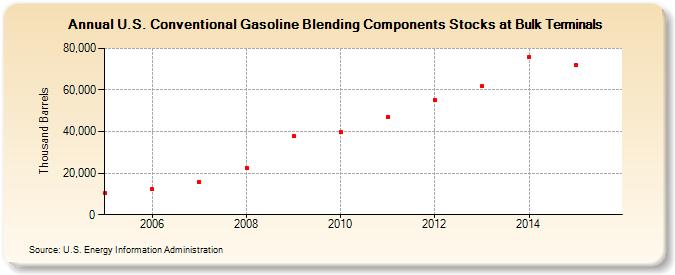 Annual U.S. Conventional Gasoline Blending Components Stocks at Bulk Terminals
Thousand Barrels
80,000
60,000
40,000
20,000
0
2006 2008 2010 2012 2014
Source: U.S. Energy Information Administration